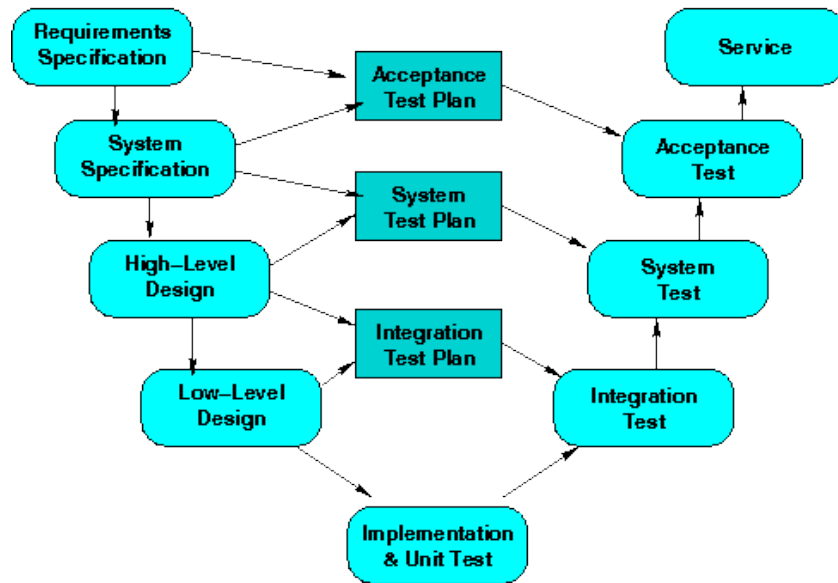 Requirements
Specification
Service
Acceptance
Test Plan
System
Specification
Acceptance
Test
System
Test Plan
High-Level
Design
System
Test
Integration
Test Plan
Low-Level
Design
Integration
Test
Implementation
& Unit Test